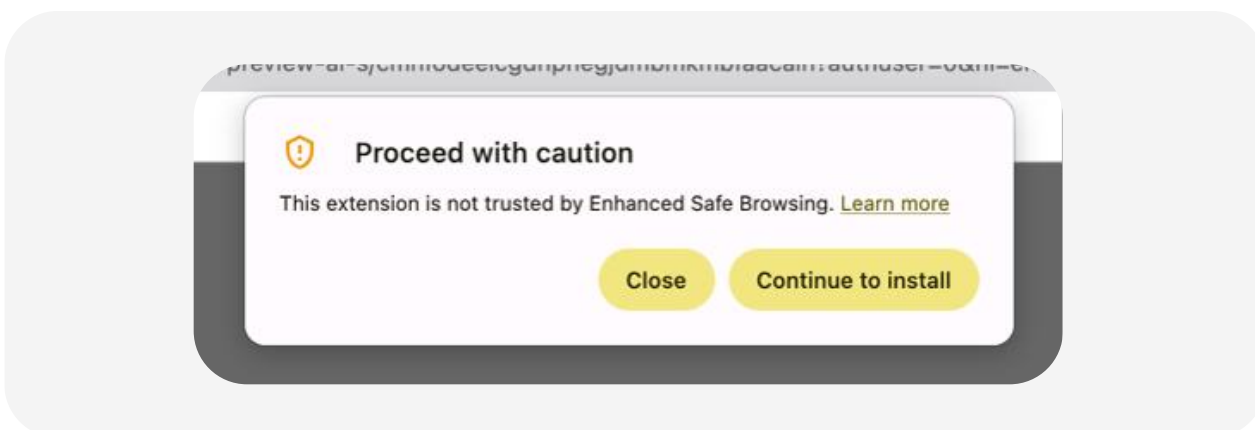 Proceed with caution
This extension is not trusted by Enhanced Safe Browsing. Learn more
Close
Continue to install